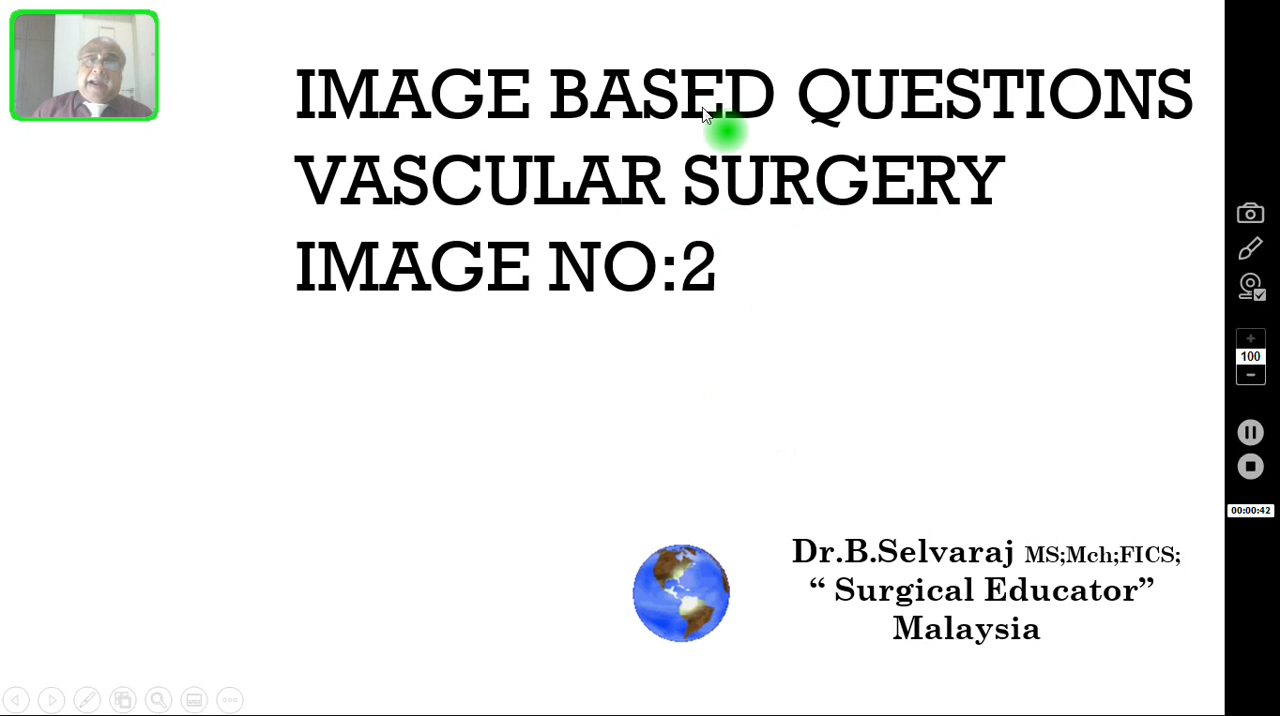 IMAGE BASED QUESTIONS
VASCULAR SURGERY
IMAGE NO:2
100
00:00:42
Dr.B.Selvaraj MS;Mch;FICS;
“ Surgical Educator”
Malaysia